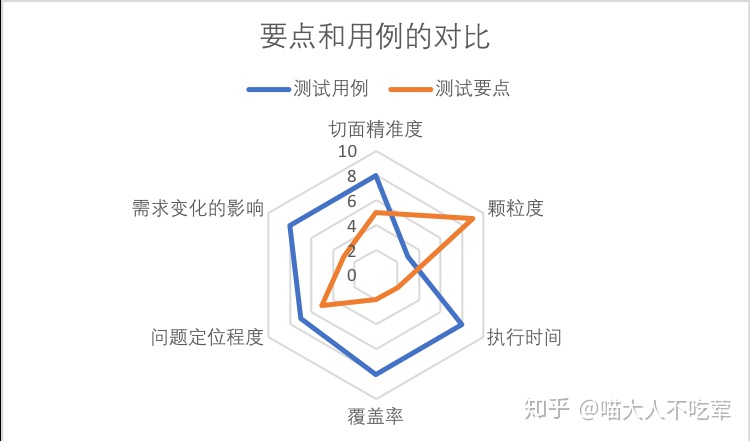 要点和用例的对比
测试用例 测试要点
切面精准度
10
8
6
4
2
0
需求变化的影响
颗粒度
问题定位程度
执行时间
覆盖率
知乎 @喵大人不吃荤